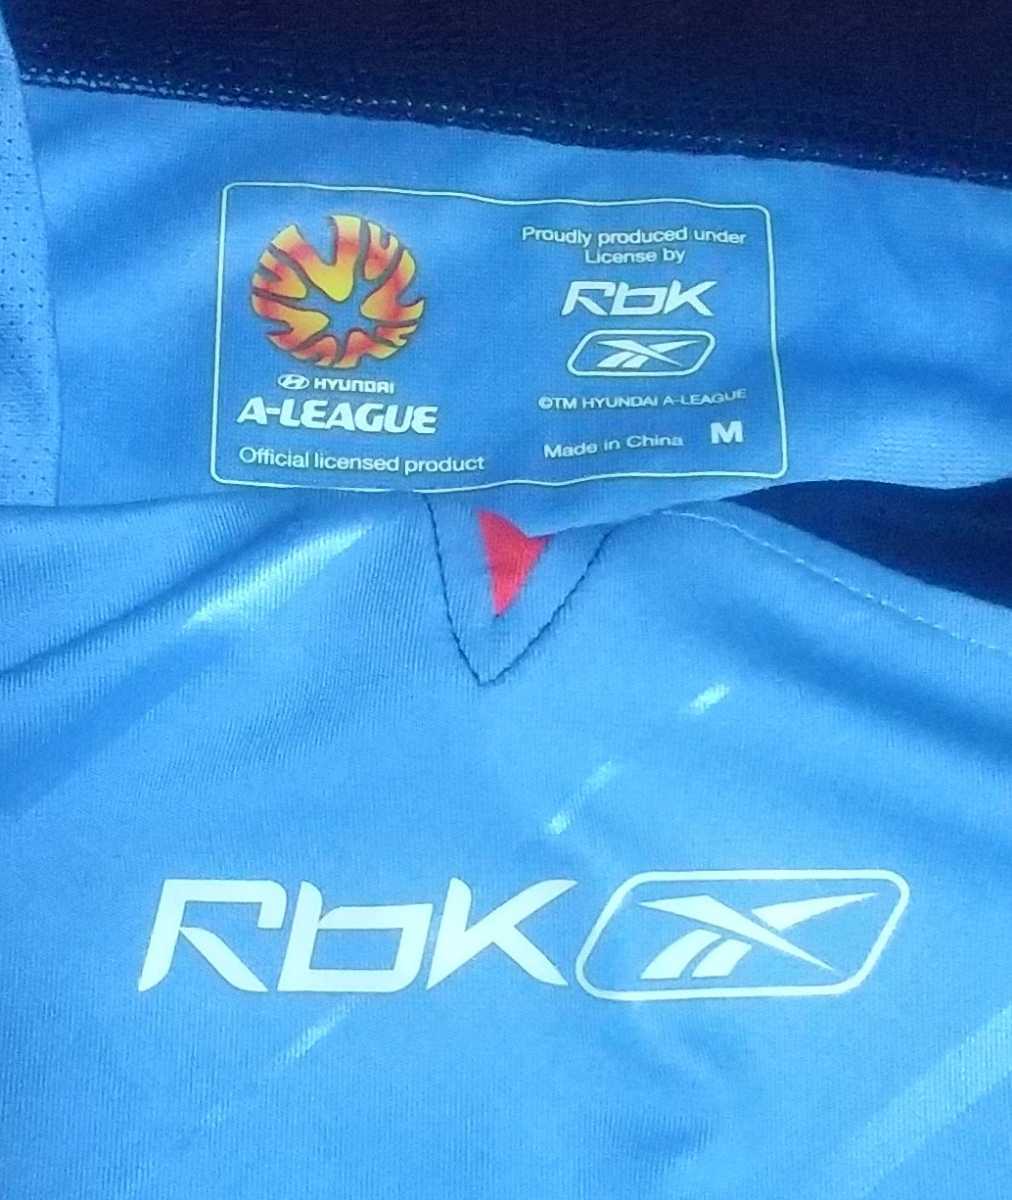 HYUNDAI
A-LEAGUE
Official licensed product
Proudly produced under
License by
RbK
©TM HYUNDAI A-LEAGUE
Made in China M
RbK